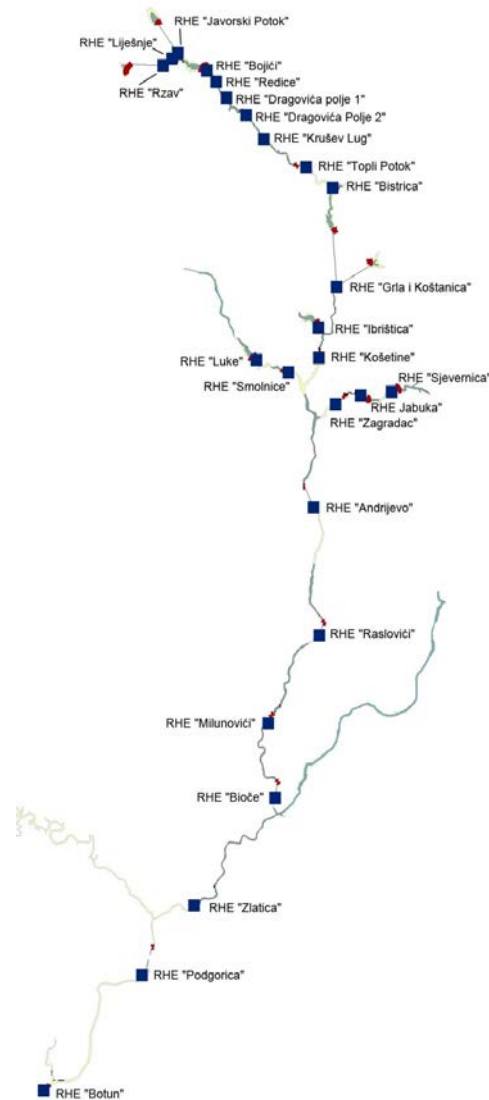 RHE "Javorski Potok"
RHE "Liješnje"
RHE "Bojići"
RHE "Redice"
RHE "Rzav"
RHE "Dragovića polje 1"
RHE "Dragovića Polje 2"
RHE "Krušev Lug"
RHE "Topli Potok"
RHE "Bistrica"
RHE "Grla i Koštanica"
RHE "Ibrištica"
RHE "Luke"
RHE "Košetine"
RHE "Smolnice"
RHE "Sjevernica"
RHE Jabuka"
RHE "Zagradac"
RHE "Andrijevo"
RHE "Raslovići"
RHE "Milunovići"
RHE "Bioče"
RHE "Zlatica"
RHE "Podgorica"
RHE "Botun"